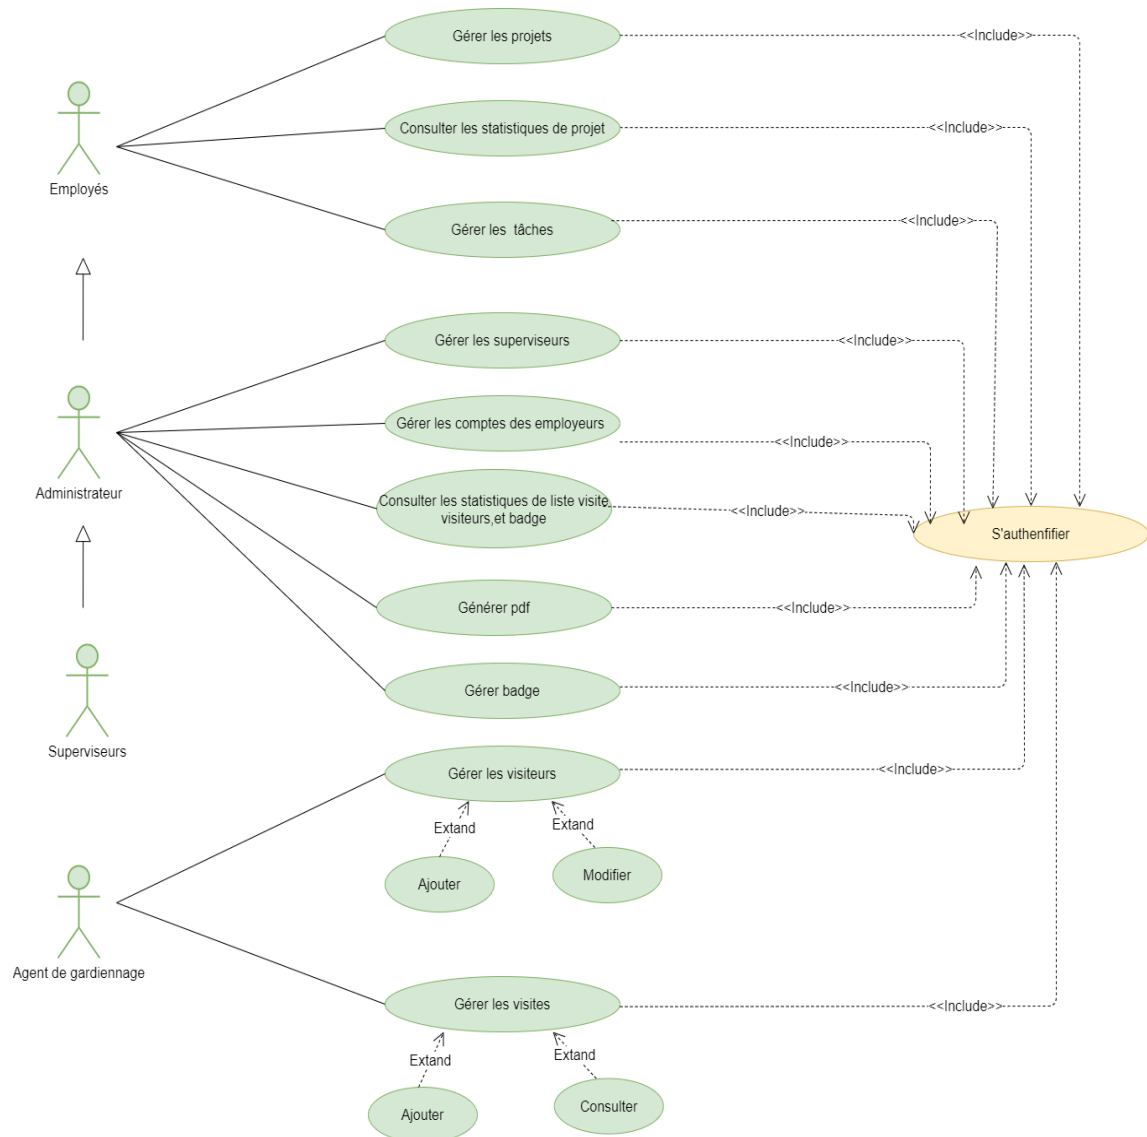 Gérer les projets
<<Include>>
Consulter les statistiques de projet
<<Include>>
Employés
Gérer les  tâches
<<Include>>
Gérer les superviseurs
<<Include>>
Gérer les comptes des employeurs
<<Include>>
Administrateur
Consulter les statistiques de liste visite,
visiteurs,et badge
<<Include>>
S'authenfifier
Générer pdf
<<Include>>
Gérer badge
<<Include>>
Superviseurs
Gérer les visiteurs
<<Include>>
Extand
Extand
Ajouter
Modifier
Agent de gardiennage
Gérer les visites
<<Include>>
Extand
Extand
Ajouter
Consulter